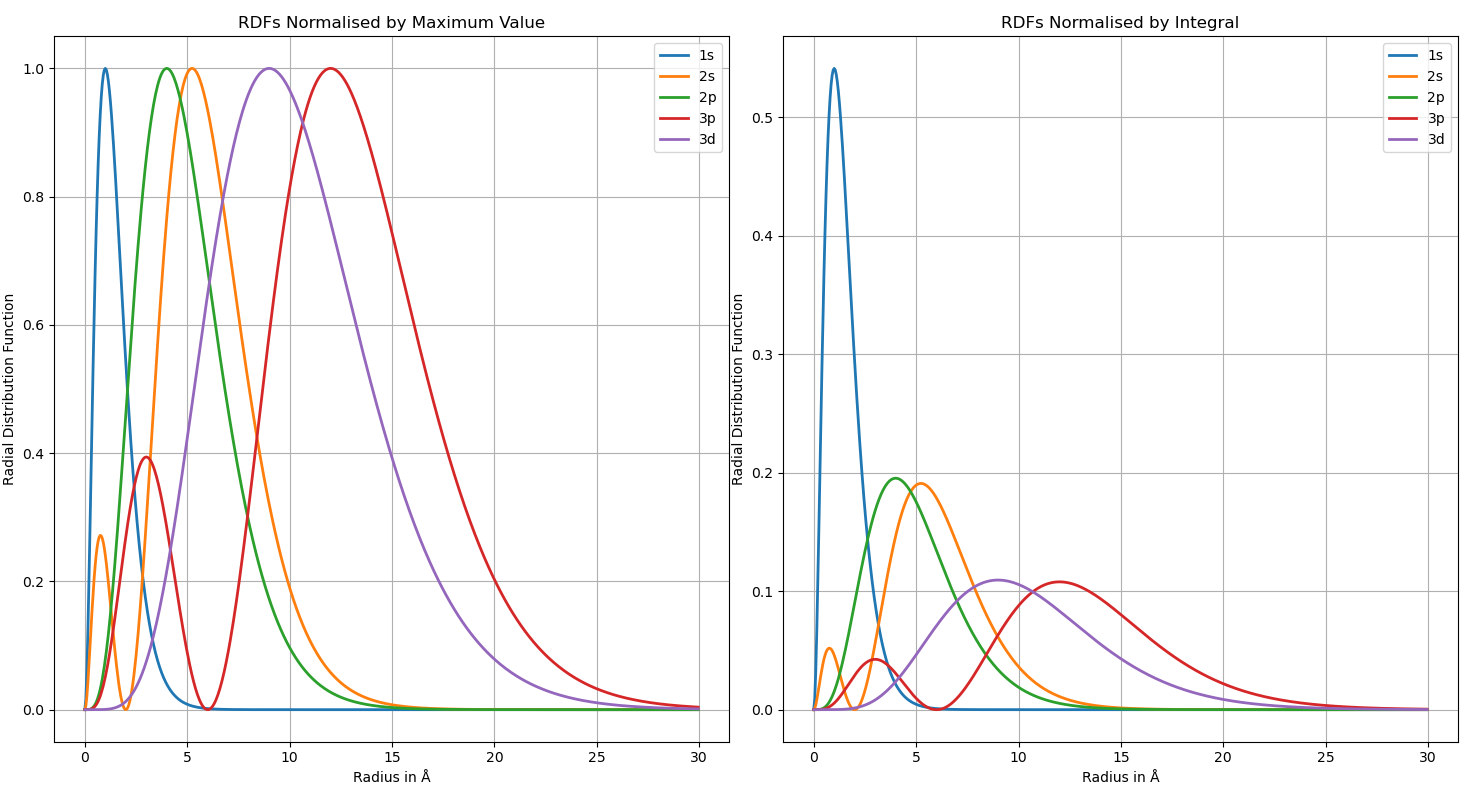 RDFs Normalised by Maximum Value
Radial Distribution Function
1.0
0.8
0.6
0.4
0.2
0.0
0 5 10 15 20 25 30
Radius in Å
1s
2s
2p
3p
3d
RDFs Normalised by Integral
Radial Distribution Function
0.5
0.4
0.3
0.2
0.1
0.0
0 5 10 15 20 25 30
Radius in Å
1s
2s
2p
3p
3d